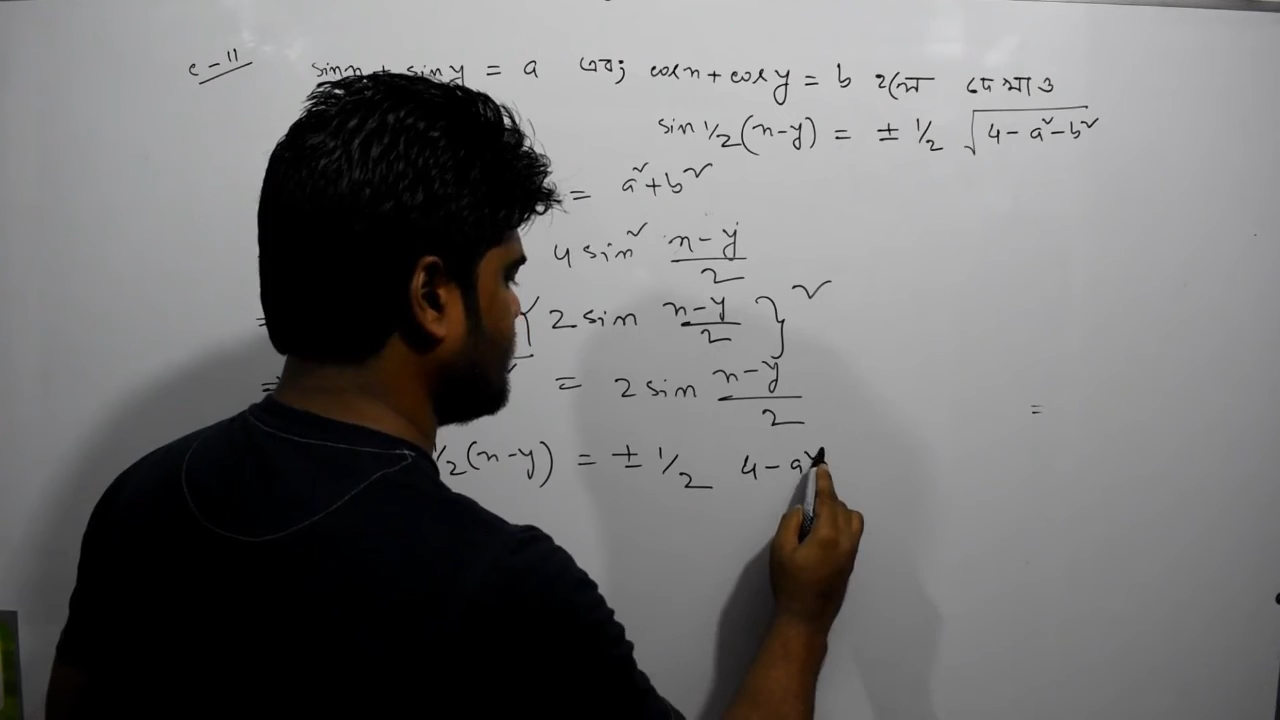 c-11 sinx + siny = a এবং cosx + cosy = b হলে দেখাও
sin 1/2 (x-y) = ± 1/2 √(4-a²-b²)
= a²+b²
4 sin² (x-y)/2
{2 sin (x-y)/2}²
= 2 sin (x-y)/2
=
1/2 (x-y) = ± 1/2 4-a²